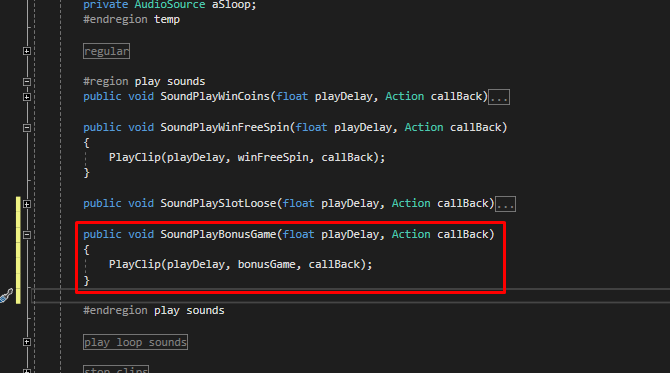 private AudioSource aSloop;
#endregion temp
regular
#region play sounds
public void SoundPlayWinCoins(float playDelay, Action callBack)...
public void SoundPlayWinFreeSpin(float playDelay, Action callBack)
{
PlayClip(playDelay, winFreeSpin, callBack);
}
public void SoundPlaySlotLoose(float playDelay, Action callBack)...
public void SoundPlayBonusGame(float playDelay, Action callBack)
{
PlayClip(playDelay, bonusGame, callBack);
}
#endregion play sounds
play loop sounds
stop clips